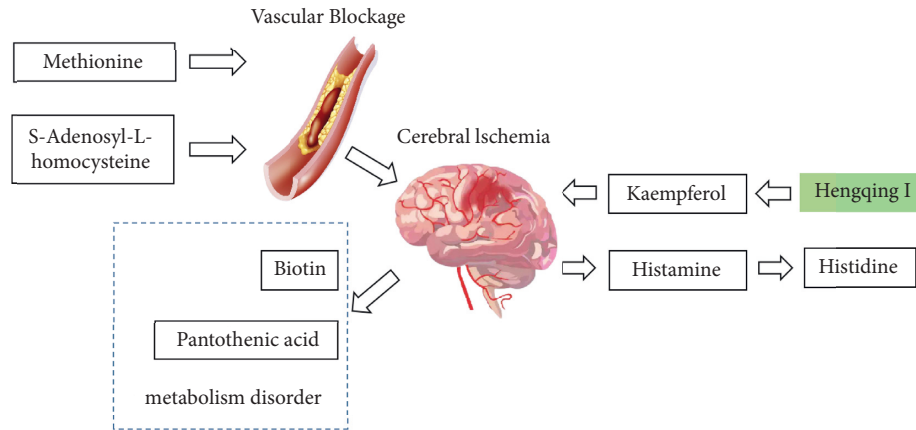 Vascular Blockage
Methionine
S-Adenosyl-L-
homocysteine
Cerebral lschemia
Kaempferol
Hengqing I
Biotin
Histamine
Histidine
Pantothenic acid
metabolism disorder